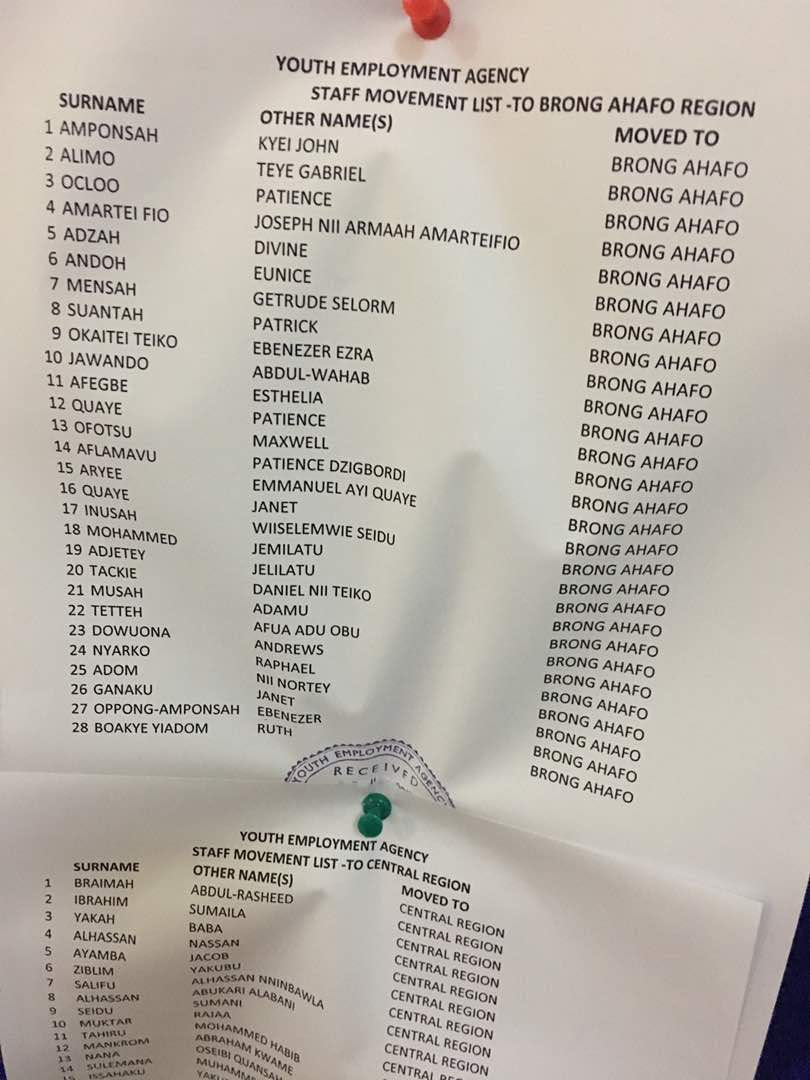 YOUTH EMPLOYMENT AGENCY
STAFF MOVEMENT LIST -TO BRONG AHAFO REGION
SURNAME OTHER NAME(S) MOVED TO
1 AMPONSAH KYEI JOHN BRONG AHAFO
2 ALIMO TEYE GABRIEL BRONG AHAFO
3 OCLOO PATIENCE BRONG AHAFO
4 AMARTEI FIO JOSEPH NII ARMAAH AMARTEIFIO BRONG AHAFO
5 ADZAH DIVINE BRONG AHAFO
6 ANDOH EUNICE BRONG AHAFO
7 MENSAH GETRUDE SELORM BRONG AHAFO
8 SUANTAH PATRICK BRONG AHAFO
9 OKAITEI TEIKO EBENEZER EZRA BRONG AHAFO
10 JAWANDO ABDUL-WAHAB BRONG AHAFO
11 AFEGBE ESTHELIA BRONG AHAFO
12 QUAYE PATIENCE BRONG AHAFO
13 OFOTSU MAXWELL BRONG AHAFO
14 AFLAMAVU PATIENCE DZIGBORDI BRONG AHAFO
15 ARYEE EMMANUEL AYI QUAYE BRONG AHAFO
16 QUAYE JANET BRONG AHAFO
17 INUSAH WIISELEMWIE SEIDU BRONG AHAFO
18 MOHAMMED JEMILATU BRONG AHAFO
19 ADJETEY JELILATU BRONG AHAFO
20 TACKIE DANIEL NII TEIKO BRONG AHAFO
21 MUSAH ADAMU BRONG AHAFO
22 TETTEH AFUA ADU OBU BRONG AHAFO
23 DOWUONA ANDREWS BRONG AHAFO
24 NYARKO RAPHAEL BRONG AHAFO
25 ADOM NII NORTEY BRONG AHAFO
26 GANAKU JANET BRONG AHAFO
27 OPPONG-AMPONSAH EBENEZER BRONG AHAFO
28 BOAKYE YIADOM RUTH BRONG AHAFO
YOUTH EMPLOYMENT AGENCY
RECEIVED
YOUTH EMPLOYMENT AGENCY
STAFF MOVEMENT LIST -TO CENTRAL REGION
SURNAME OTHER NAME(S) MOVED TO
1 BRAIMAH ABDUL-RASHEED CENTRAL REGION
2 IBRAHIM SUMAILA CENTRAL REGION
3 YAKAH BABA CENTRAL REGION
4 ALHASSAN NASSAN CENTRAL REGION
5 AYAMBA JACOB CENTRAL REGION
6 ZIBLIM YAKUBU CENTRAL REGION
7 SALIFU ALHASSAN NNINBAWLA CENTRAL REGION
8 ALHASSAN ABUKARI ALABANI CENTRAL REGION
9 SEIDU SUMANI CENTRAL REGION
10 MUKTAR RAJAA CENTRAL REGION
11 TAHIRU MOHAMMED HABIB
12 MANKROM ABRAHAM KWAME
13 NANA OSEIBI QUANSAH
14 SULEMANA
15 ISSAHAKU